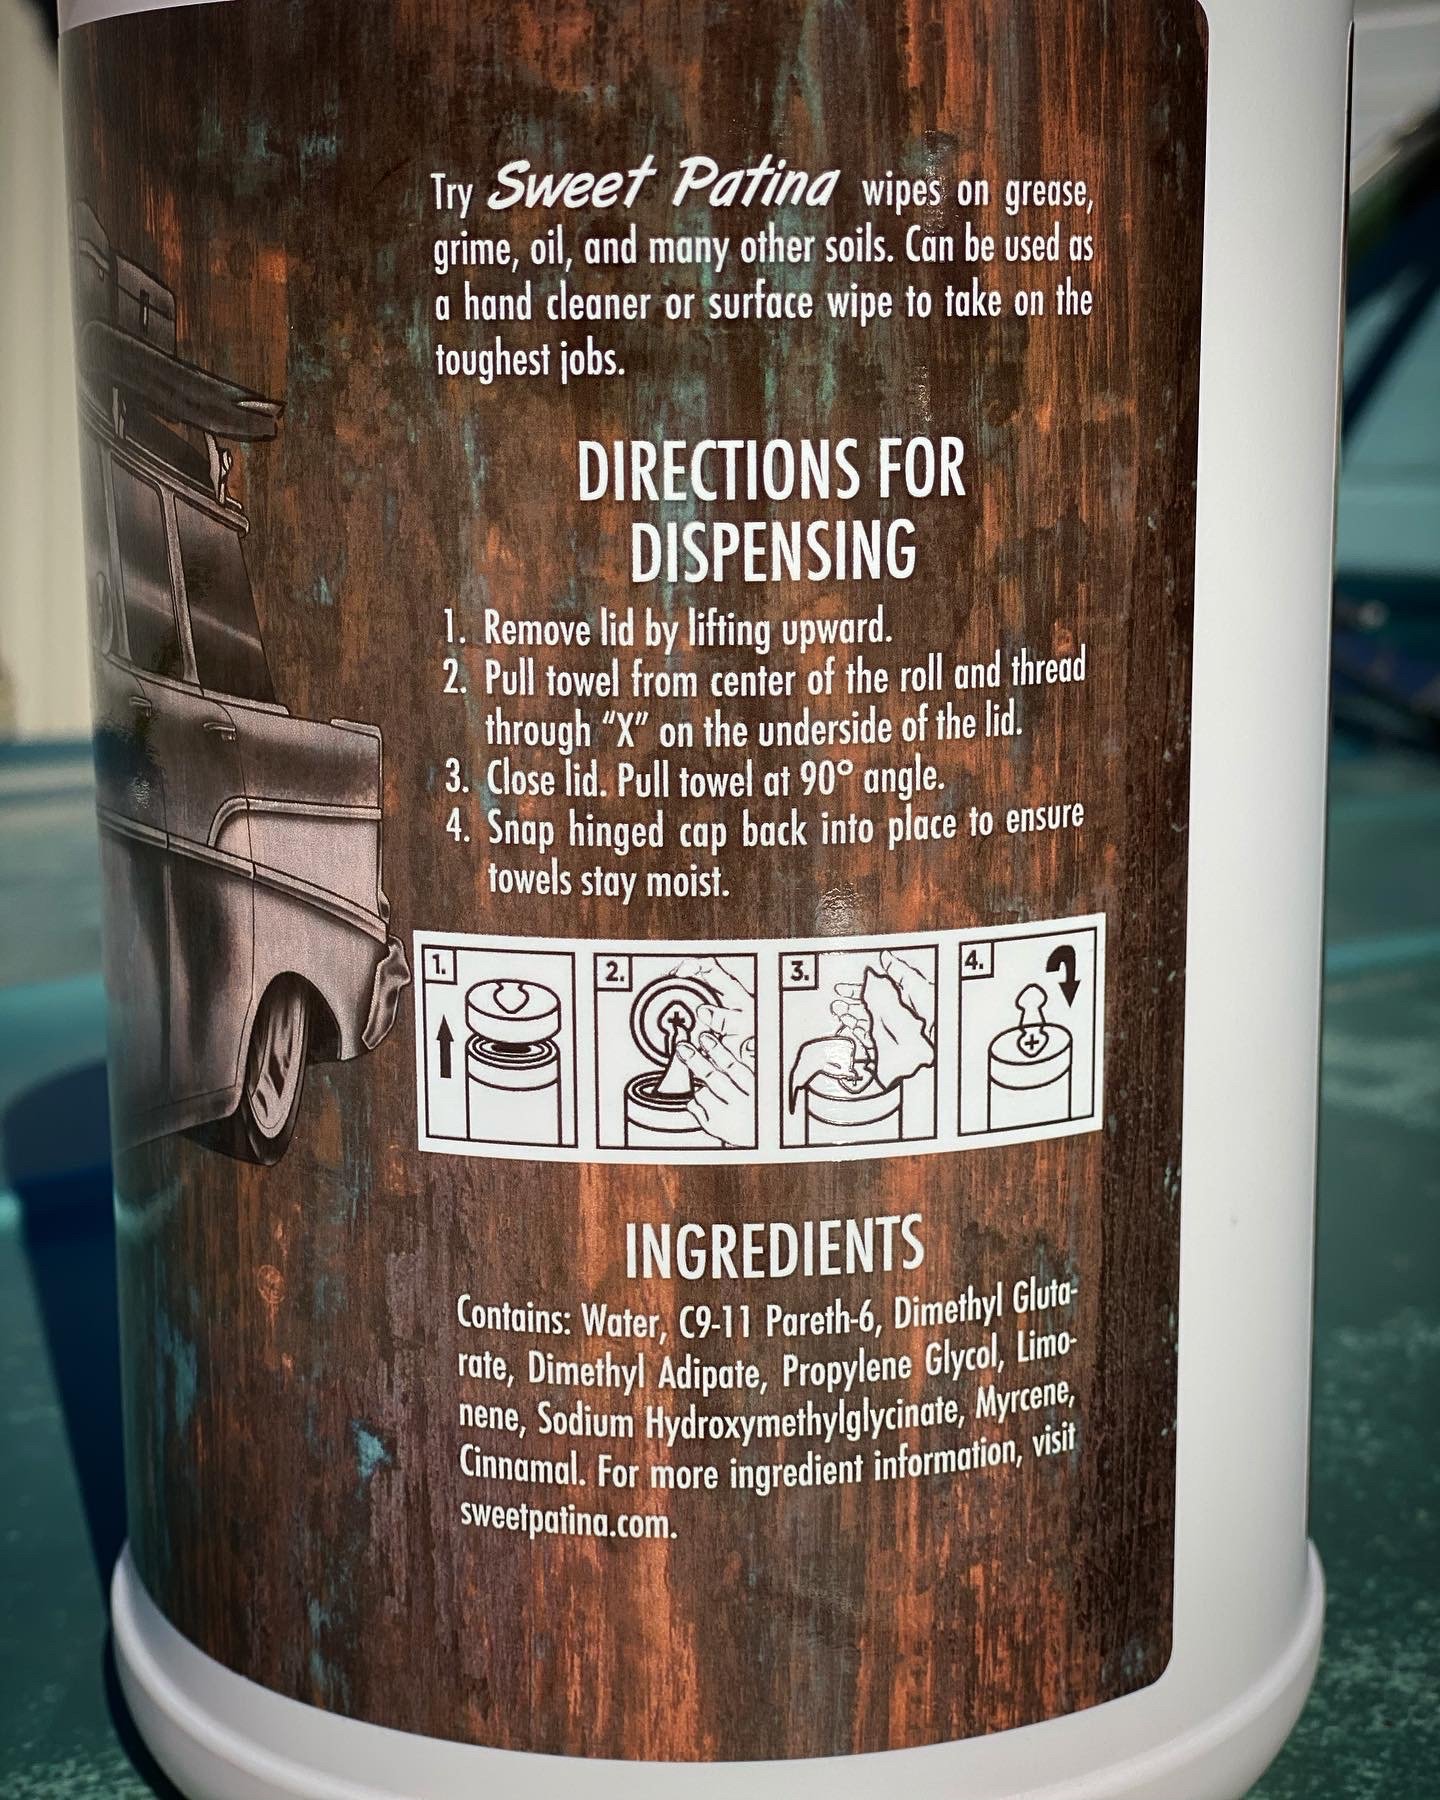 Try Sweet Patina wipes on grease,
grime, oil, and many other soils. Can be used as
a hand cleaner or surface wipe to take on the
toughest jobs.
DIRECTIONS FOR
DISPENSING
1. Remove lid by lifting upward.
2. Pull towel from center of the roll and thread
through "X" on the underside of the lid.
3. Close lid. Pull towel at 90° angle.
4. Snap hinged cap back into place to ensure
towels stay moist.
1. 2. 3. 4.
INGREDIENTS
Contains: Water, C9-11 Pareth-6, Dimethyl Gluta-
rate, Dimethyl Adipate, Propylene Glycol, Limo-
nene, Sodium Hydroxymethylglycinate, Myrcene,
Cinnamal. For more ingredient information, visit
sweetpatina.com.